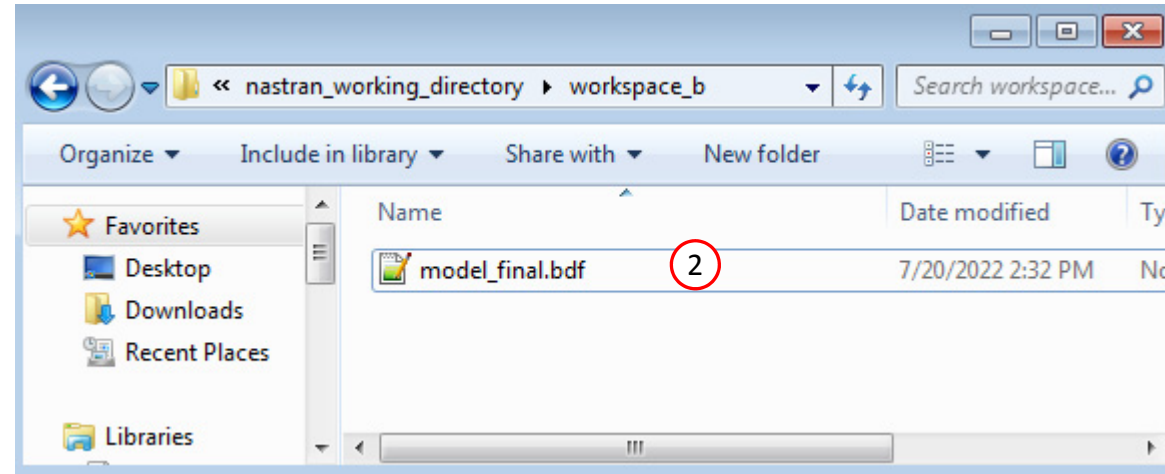 « nastran_working_directory ▸ workspace_b Search workspace...
Organize Include in library Share with New folder
Favorites Name Date modified Ty
Desktop model_final.bdf 2 7/20/2022 2:32 PM No
Downloads
Recent Places
Libraries